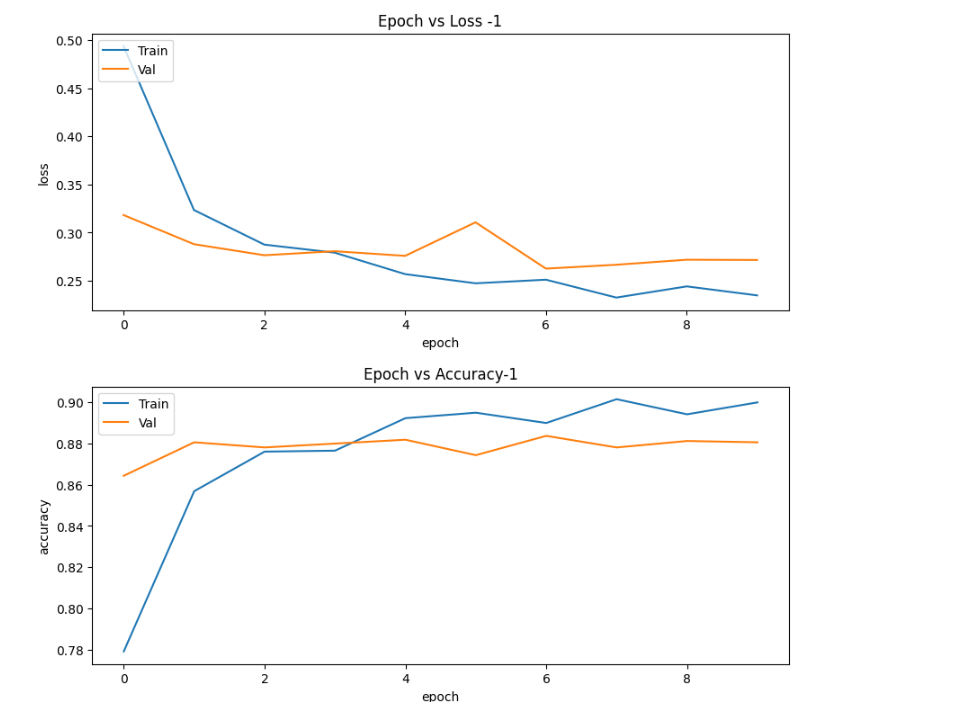 Epoch vs Loss -1
0.50
0.45
0.40
0.35
0.30
0.25
loss
Train
Val
0 2 4 6 8
epoch
Epoch vs Accuracy-1
0.90
0.88
0.86
0.84
0.82
0.80
0.78
accuracy
Train
Val
0 2 4 6 8
epoch